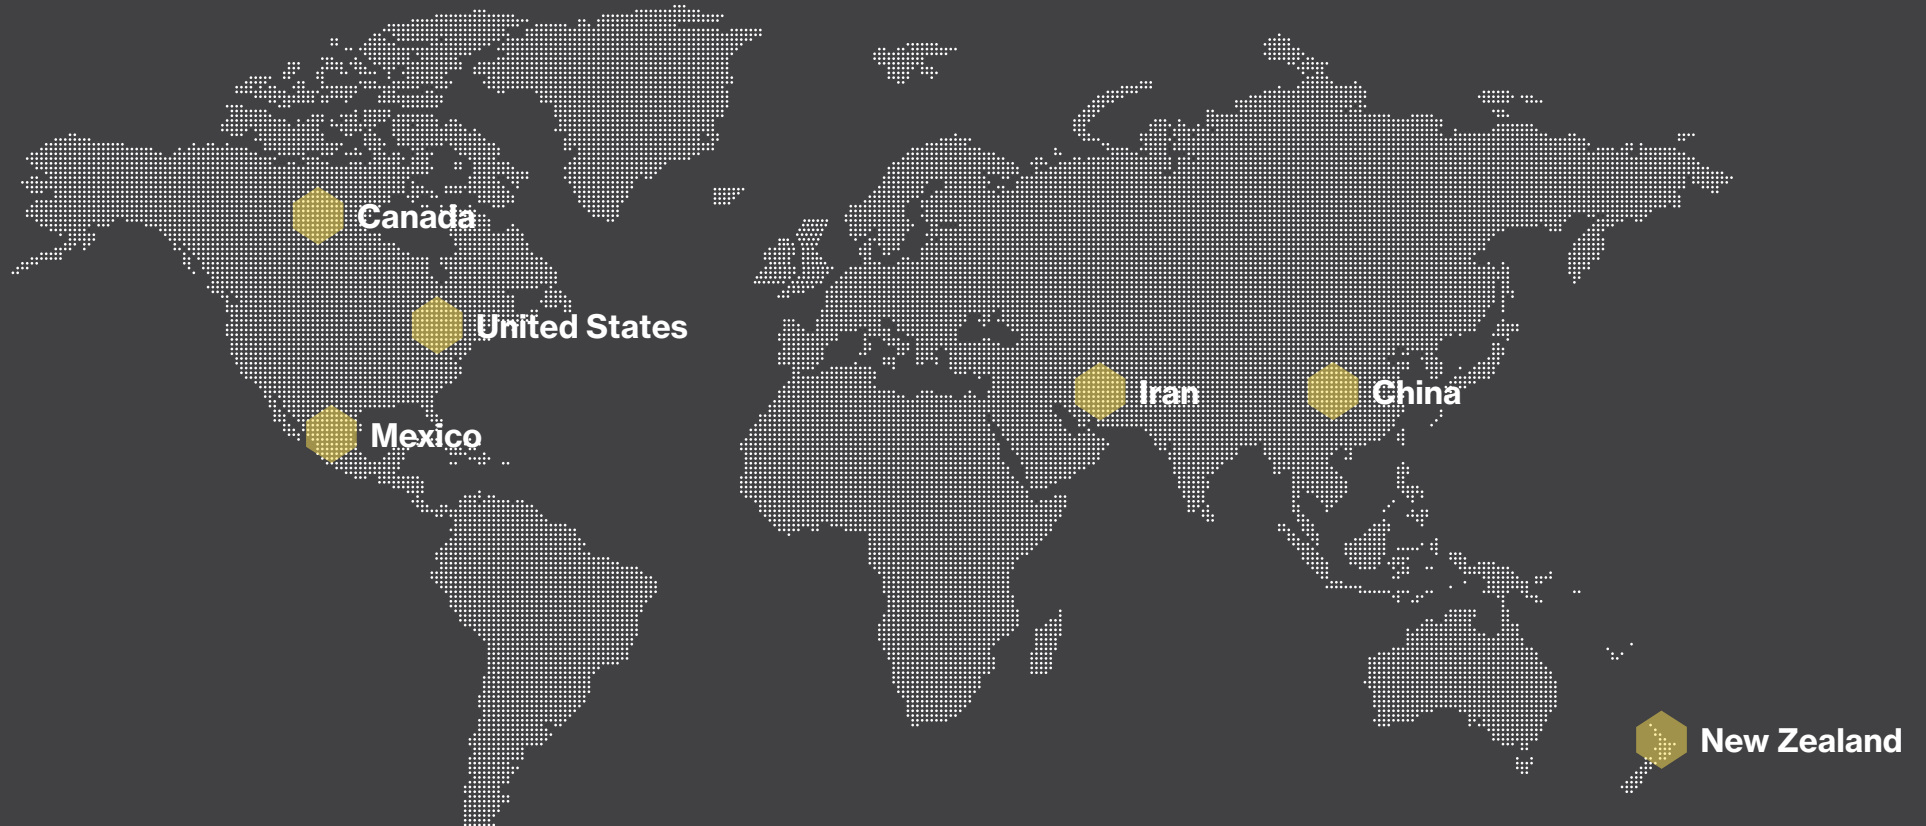 Canada
United States
Iran
China
Mexico
New Zealand